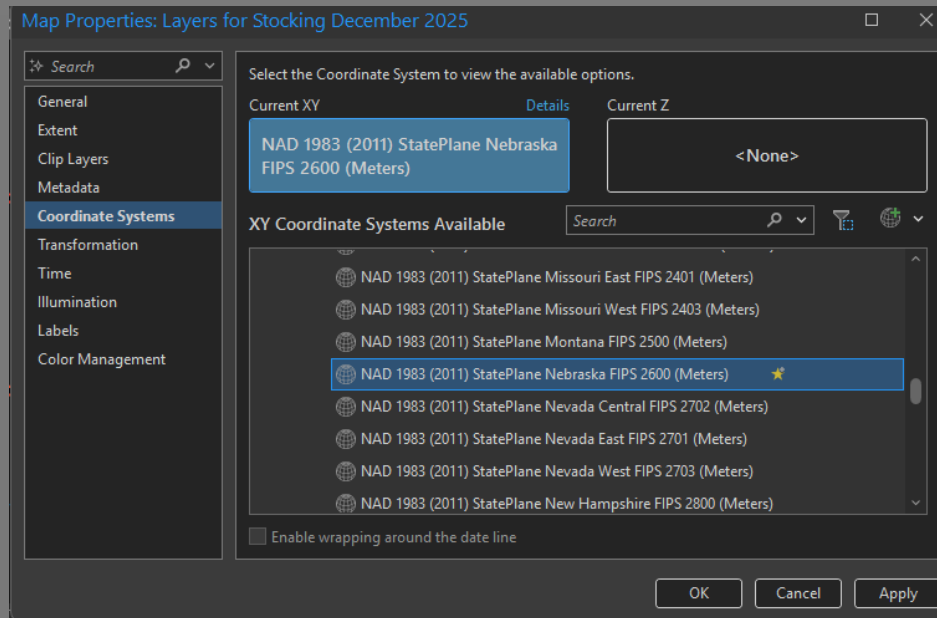 Map Properties: Layers for Stocking December 2025
Search
General
Extent
Clip Layers
Metadata
Coordinate Systems
Transformation
Time
Illumination
Labels
Color Management
Select the Coordinate System to view the available options.
Current XY
Details
Current Z
NAD 1983 (2011) StatePlane Nebraska
FIPS 2600 (Meters)
<None>
XY Coordinate Systems Available
Search
NAD 1983 (2011) StatePlane Missouri East FIPS 2401 (Meters)
NAD 1983 (2011) StatePlane Missouri West FIPS 2403 (Meters)
NAD 1983 (2011) StatePlane Montana FIPS 2500 (Meters)
NAD 1983 (2011) StatePlane Nebraska FIPS 2600 (Meters)
NAD 1983 (2011) StatePlane Nevada Central FIPS 2702 (Meters)
NAD 1983 (2011) StatePlane Nevada East FIPS 2701 (Meters)
NAD 1983 (2011) StatePlane Nevada West FIPS 2703 (Meters)
NAD 1983 (2011) StatePlane New Hampshire FIPS 2800 (Meters)
Enable wrapping around the date line
OK
Cancel
Apply